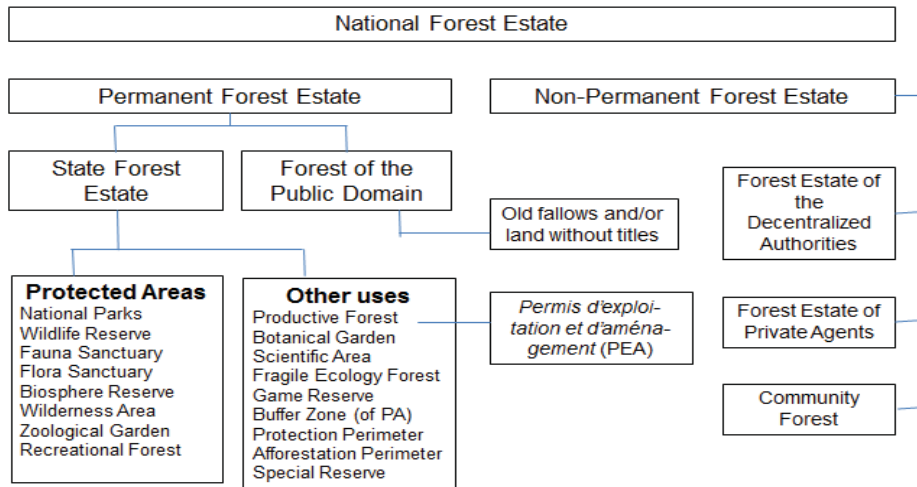 National Forest Estate
Permanent Forest Estate
Non-Permanent Forest Estate
State Forest
Estate
Forest of the
Public Domain
Old fallows and/or
land without titles
Forest Estate of
the
Decentralized
Authorities
Protected Areas
National Parks
Wildlife Reserve
Fauna Sanctuary
Flora Sanctuary
Biosphere Reserve
Wilderness Area
Zoological Garden
Recreational Forest
Other uses
Productive Forest
Botanical Garden
Scientific Area
Fragile Ecology Forest
Game Reserve
Buffer Zone (of PA)
Protection Perimeter
Afforestation Perimeter
Special Reserve
Permis d'exploi-
tation et d'aména-
gement (PEA)
Forest Estate of
Private Agents
Community
Forest